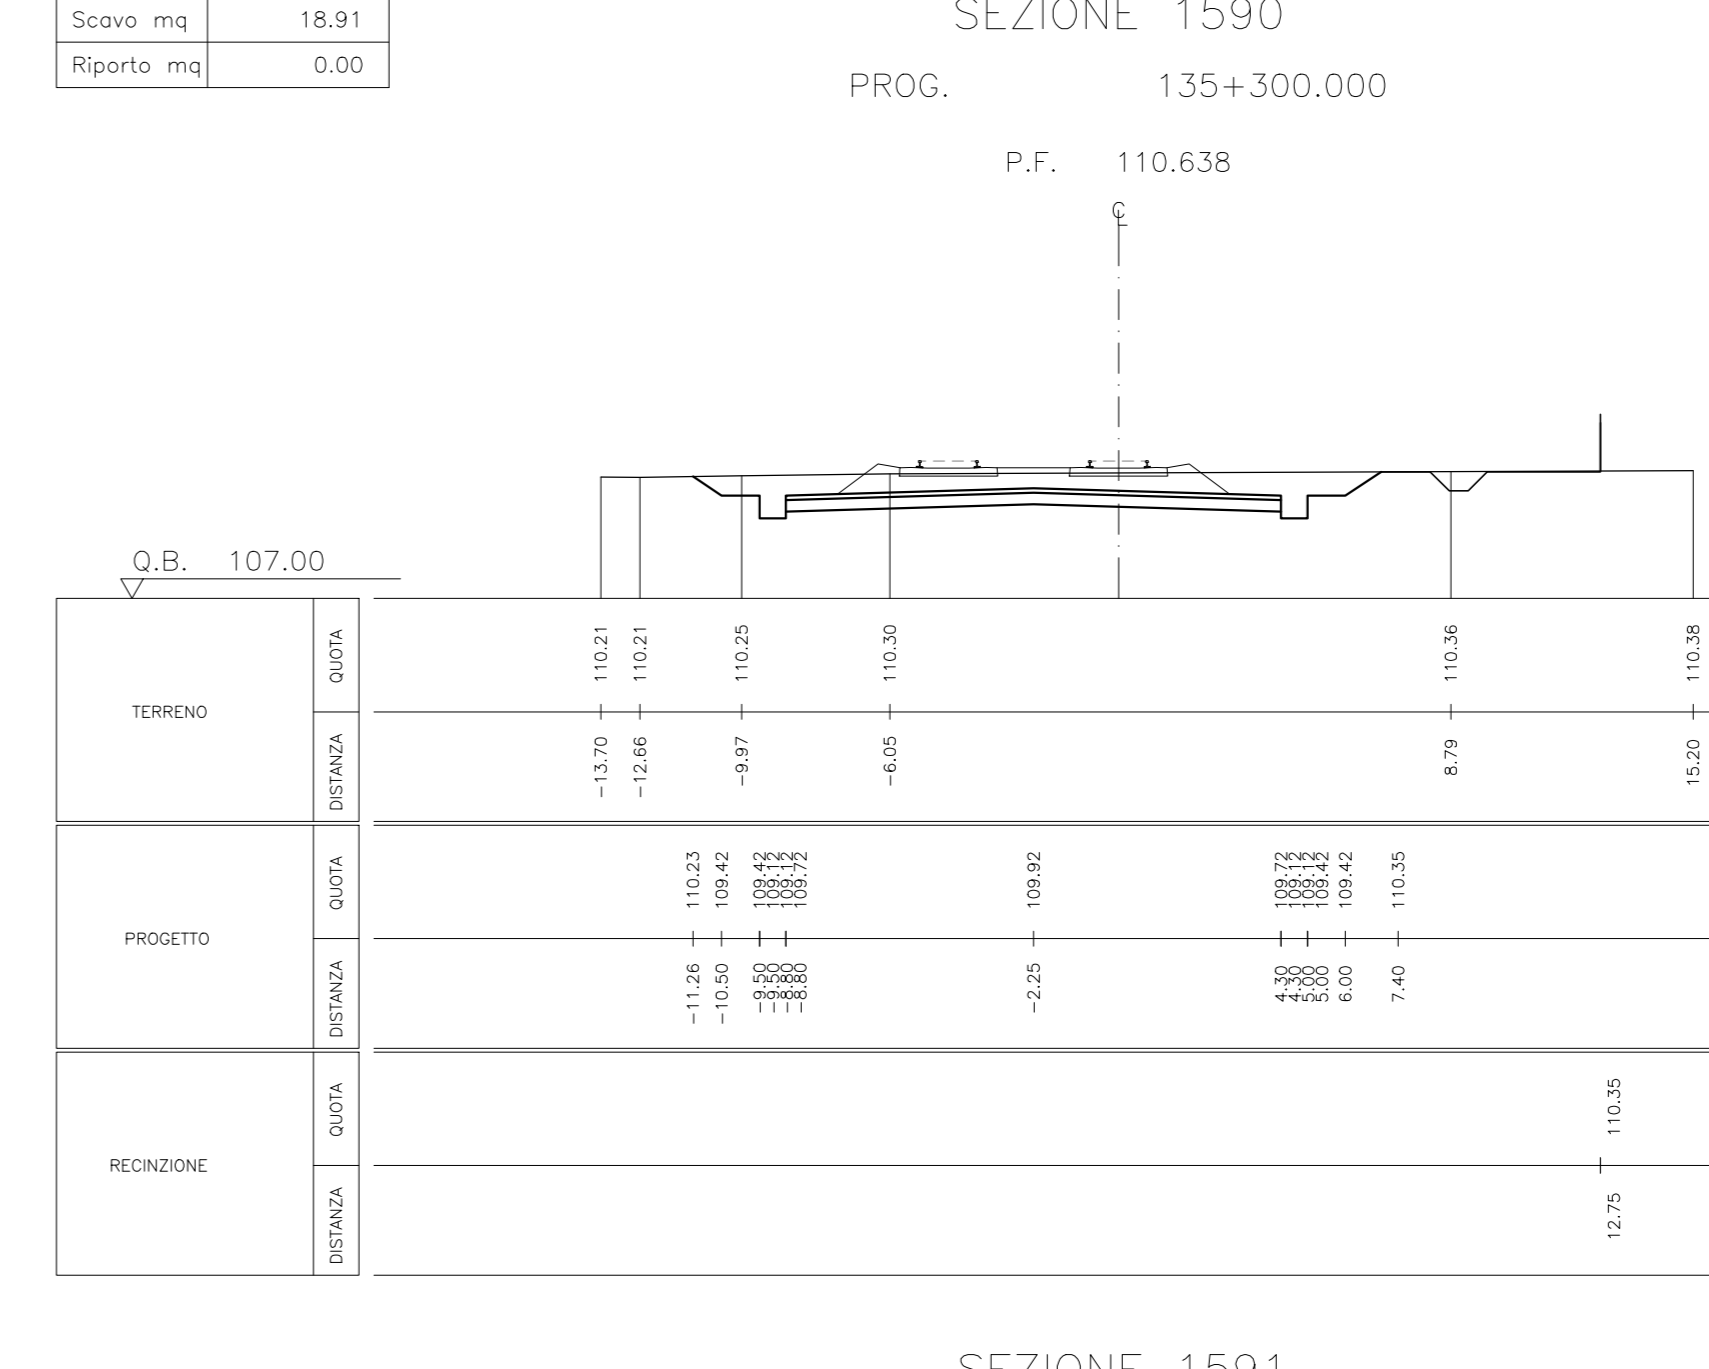 Scavo mq 18.91
Riporto mq 0.00
SEZIONE 1590
PROG. 135+300.000
P.F. 110.638
℄
Q.B. 107.00
TERRENO
QUOTA
110.21 110.21 110.25 110.30 110.36 110.38
DISTANZA
-13.70 -12.66 -9.97 -6.05 8.79 15.20
PROGETTO
QUOTA
110.23 109.42 109.42 109.12 109.12 109.72 109.92 109.72 109.12 109.12 109.42 109.42 110.35
DISTANZA
-11.26 -10.50 -9.50 -9.50 -8.80 -8.80 -2.25 4.30 4.30 5.00 5.00 6.00 7.40
RECINZIONE
QUOTA
110.35
DISTANZA
12.75
SEZIONE 1591